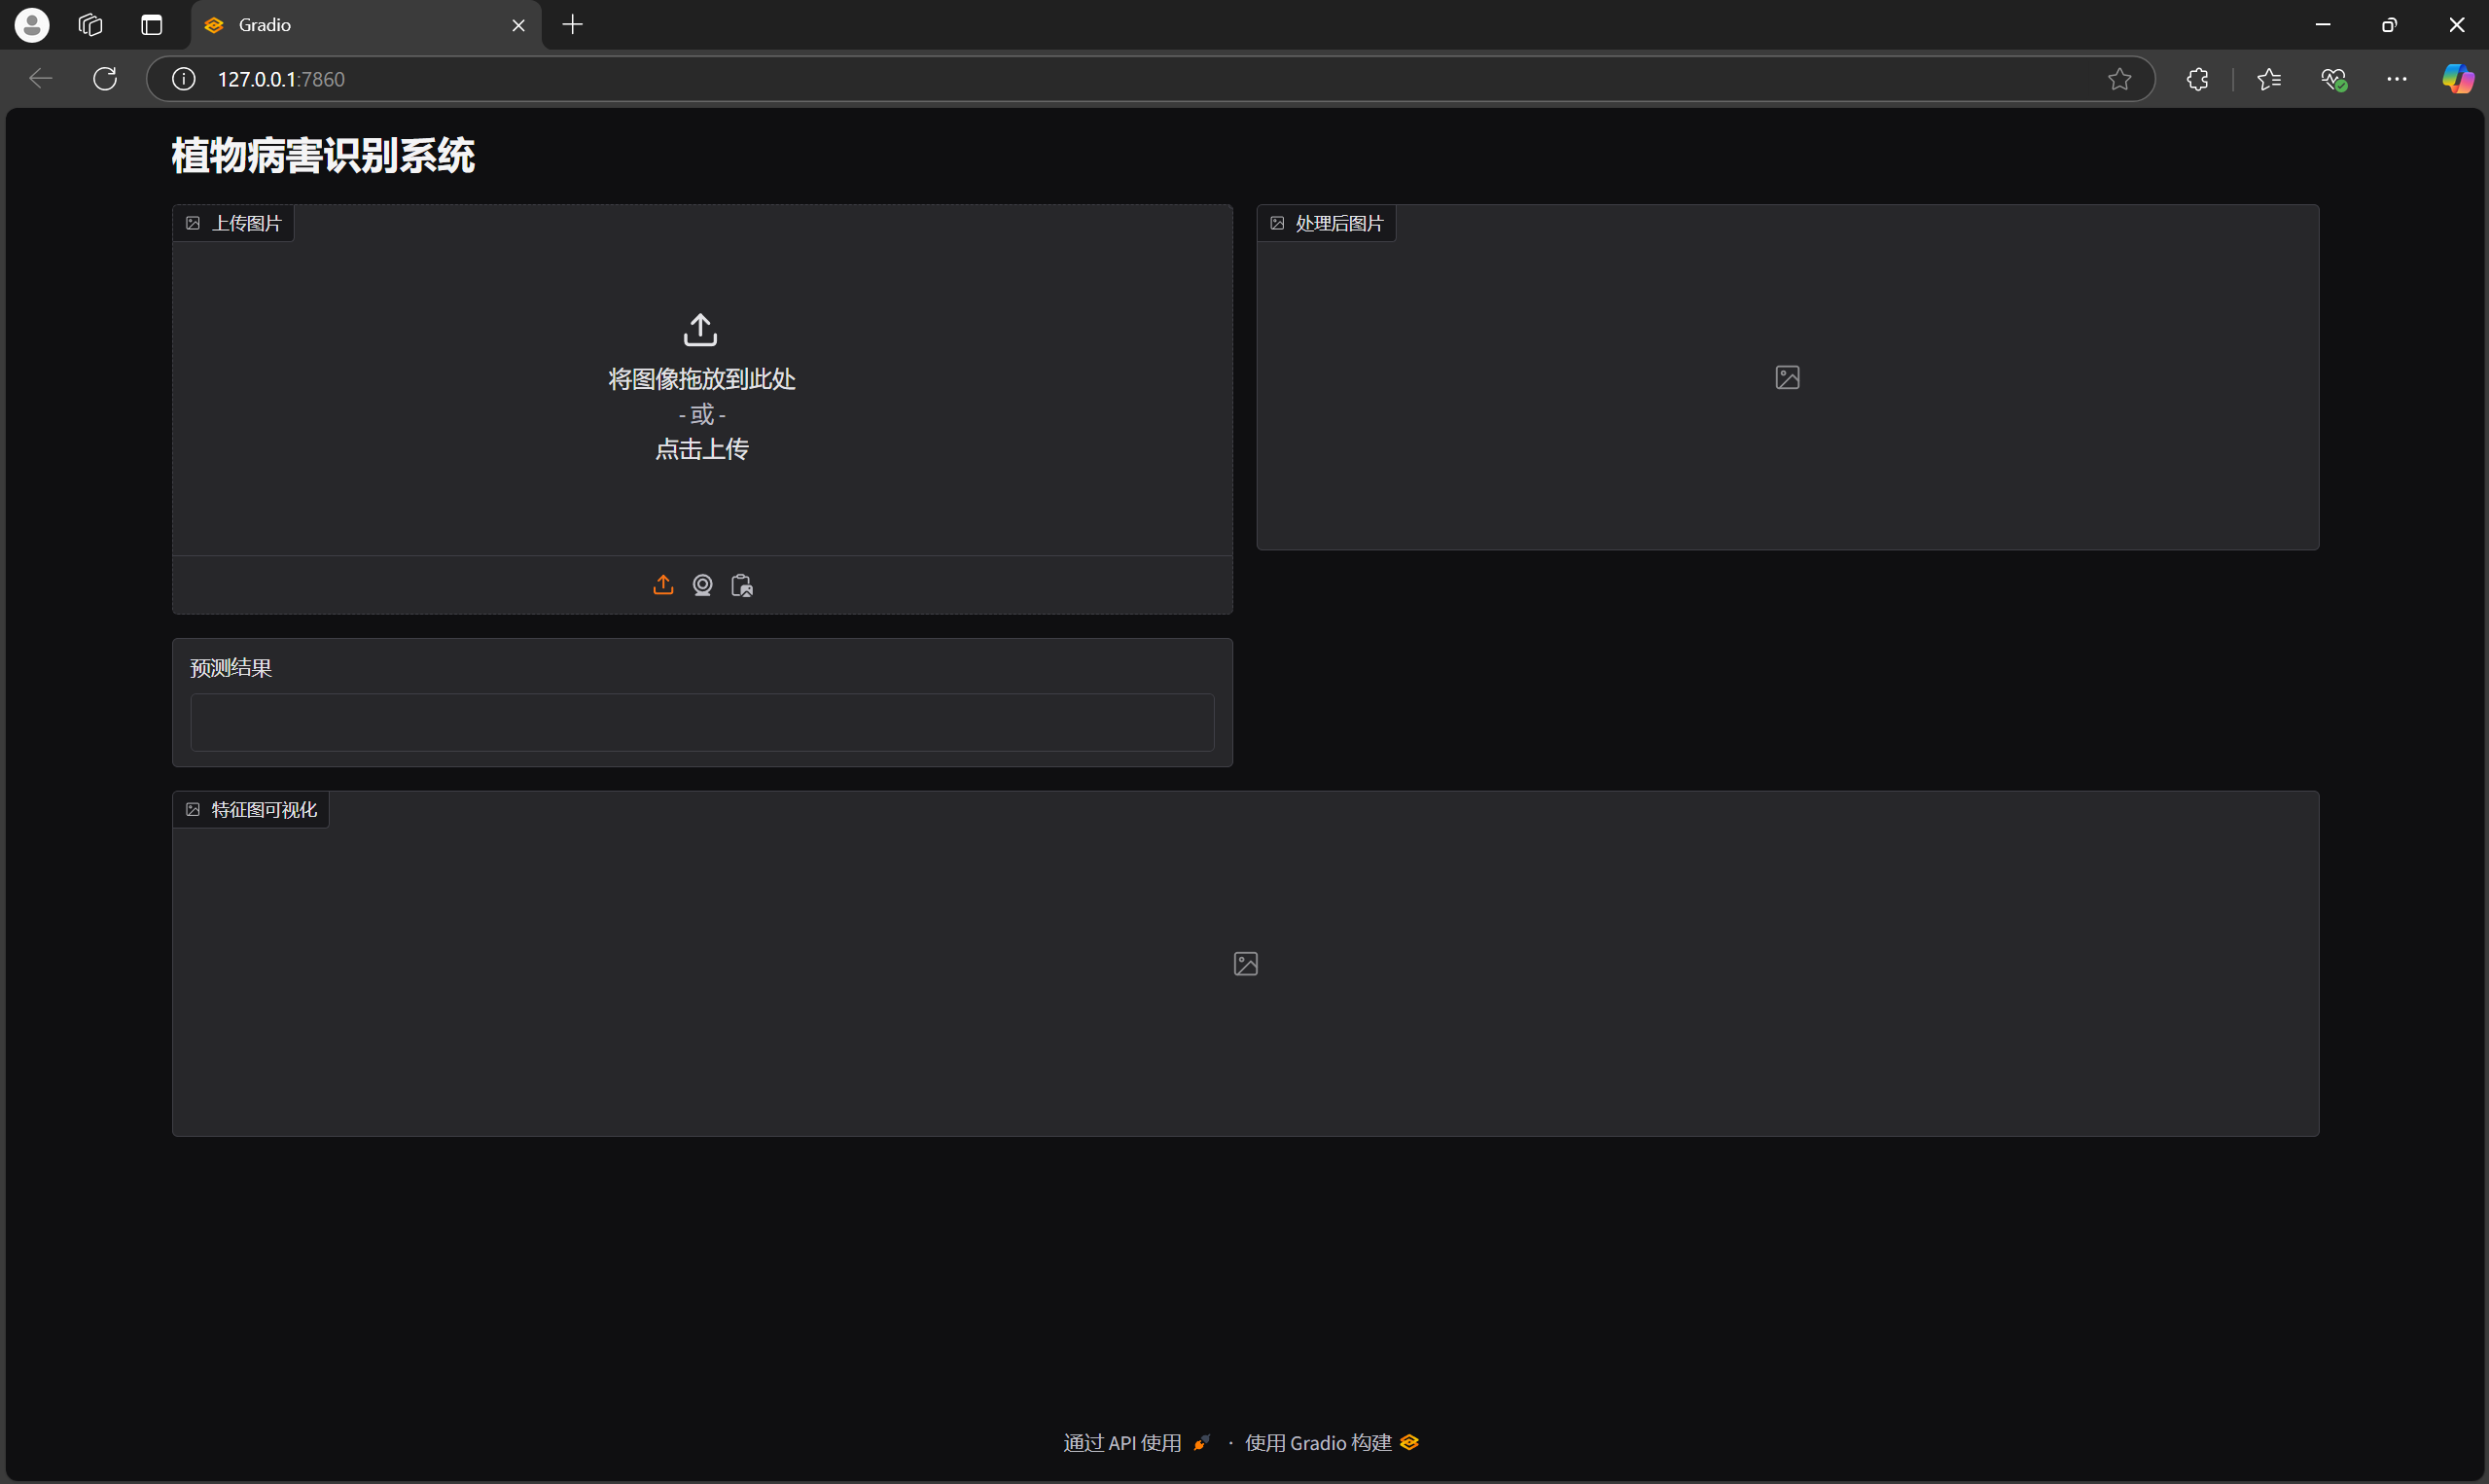 Gradio
127.0.0.1:7860
植物病害识别系统
上传图片
处理后图片
将图像拖放到此处
- 或 -
点击上传
预测结果
特征图可视化
通过 API 使用 · 使用 Gradio 构建